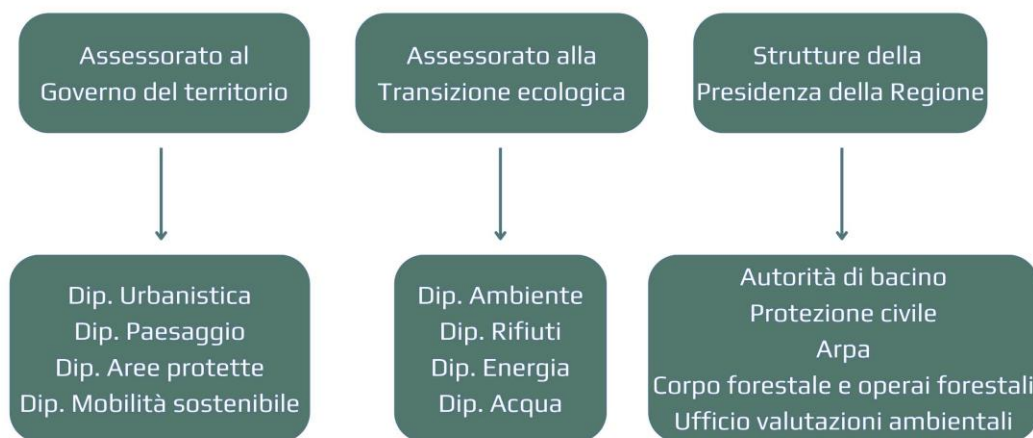 Assessorato al
Governo del territorio
Assessorato alla
Transizione ecologica
Strutture della
Presidenza della Regione
Dip. Urbanistica
Dip. Paesaggio
Dip. Aree protette
Dip. Mobilità sostenibile
Dip. Ambiente
Dip. Rifiuti
Dip. Energia
Dip. Acqua
Autorità di bacino
Protezione civile
Arpa
Corpo forestale e operai forestali
Ufficio valutazioni ambientali